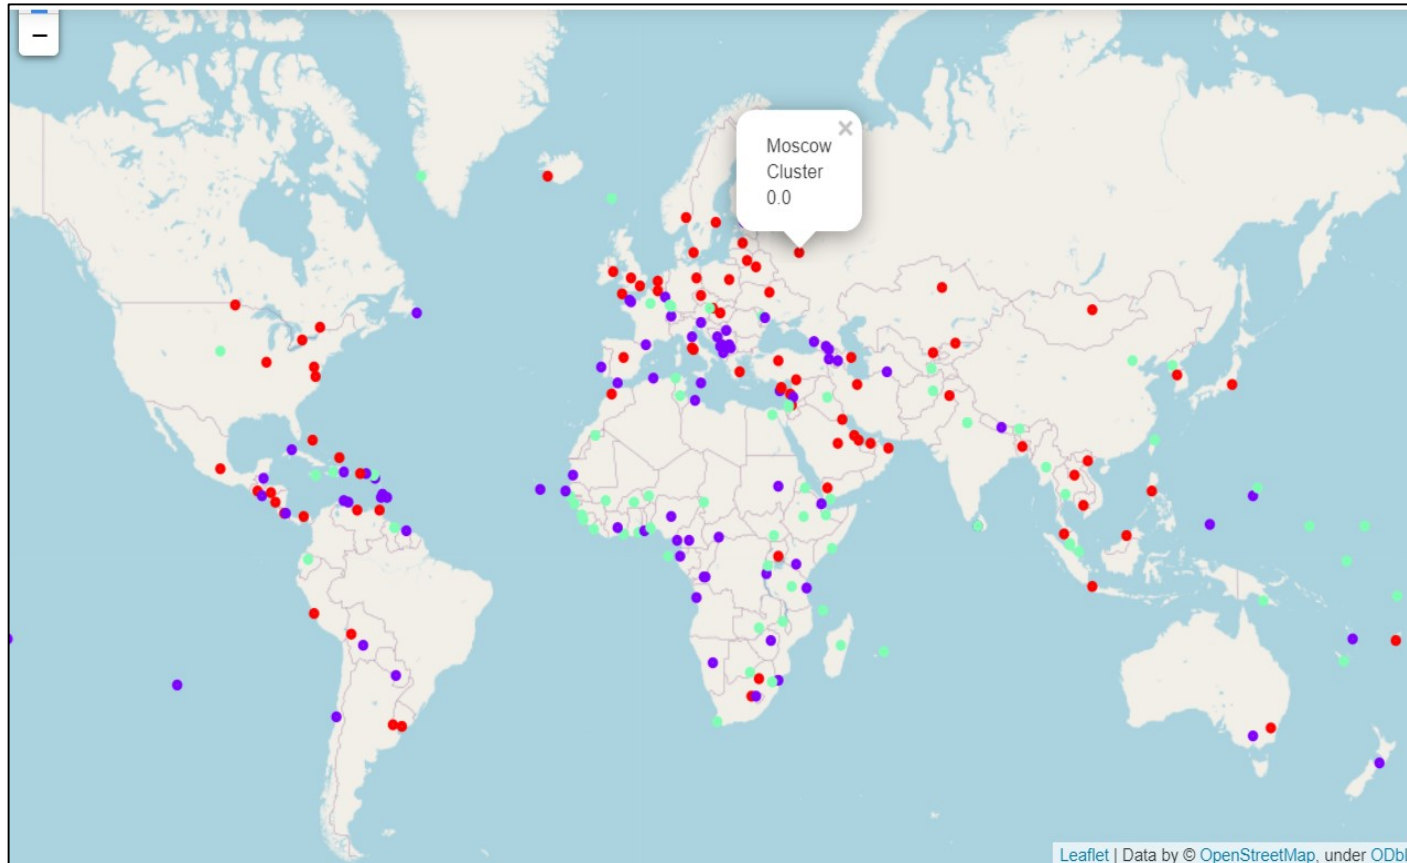 −
×
Moscow
Cluster
0.0
Leaflet | Data by © OpenStreetMap, under ODbl